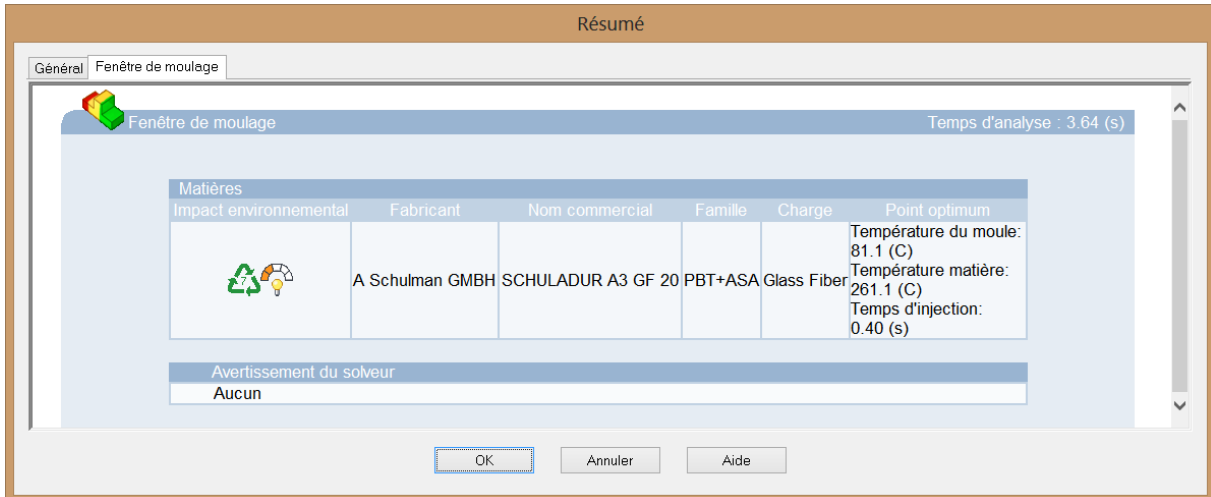 Résumé
Général Fenêtre de moulage
Fenêtre de moulage Temps d'analyse : 3.64 (s)
Matières
Impact environnemental Fabricant Nom commercial Famille Charge Point optimum
7 A Schulman GMBH SCHULADUR A3 GF 20 PBT+ASA Glass Fiber
Température du moule:
81.1 (C)
Température matière:
261.1 (C)
Temps d'injection:
0.40 (s)
Avertissement du solveur
Aucun
OK Annuler Aide